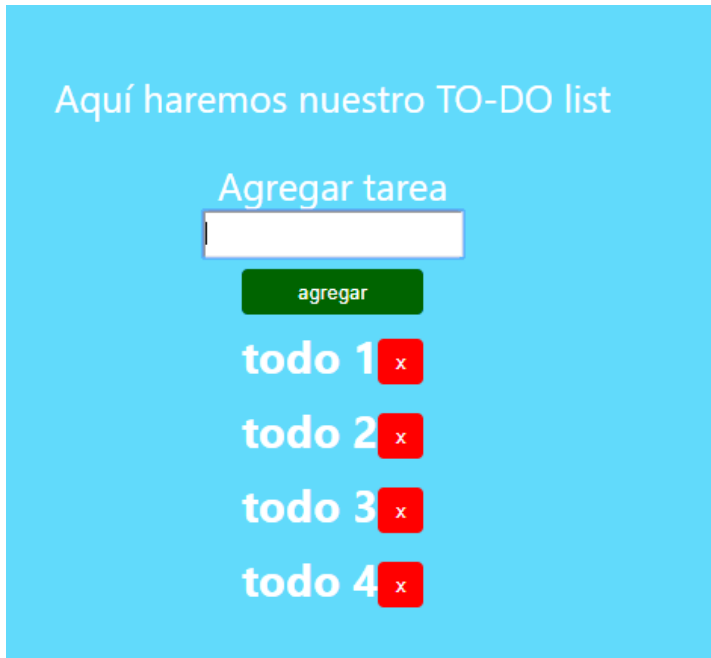 Aquí haremos nuestro TO-DO list
Agregar tarea
agregar
todo 1 x
todo 2 x
todo 3 x
todo 4 x